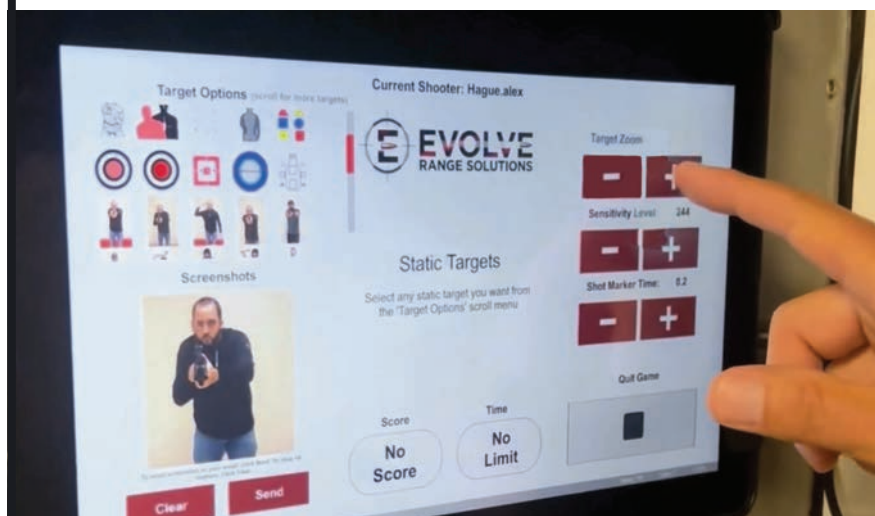 Current Shooter: Hague.alex
Target Options (scroll for more targets)
EVOLVE
RANGE SOLUTIONS
Target Zoom
- +
Sensitivity Level: 244
- +
Shot Marker Time: 0.2
- +
Static Targets
Select any static target you want from
the 'Target Options' scroll menu
Screenshots
Clear
Send
Score
No
Score
Time
No
Limit
Quit Game